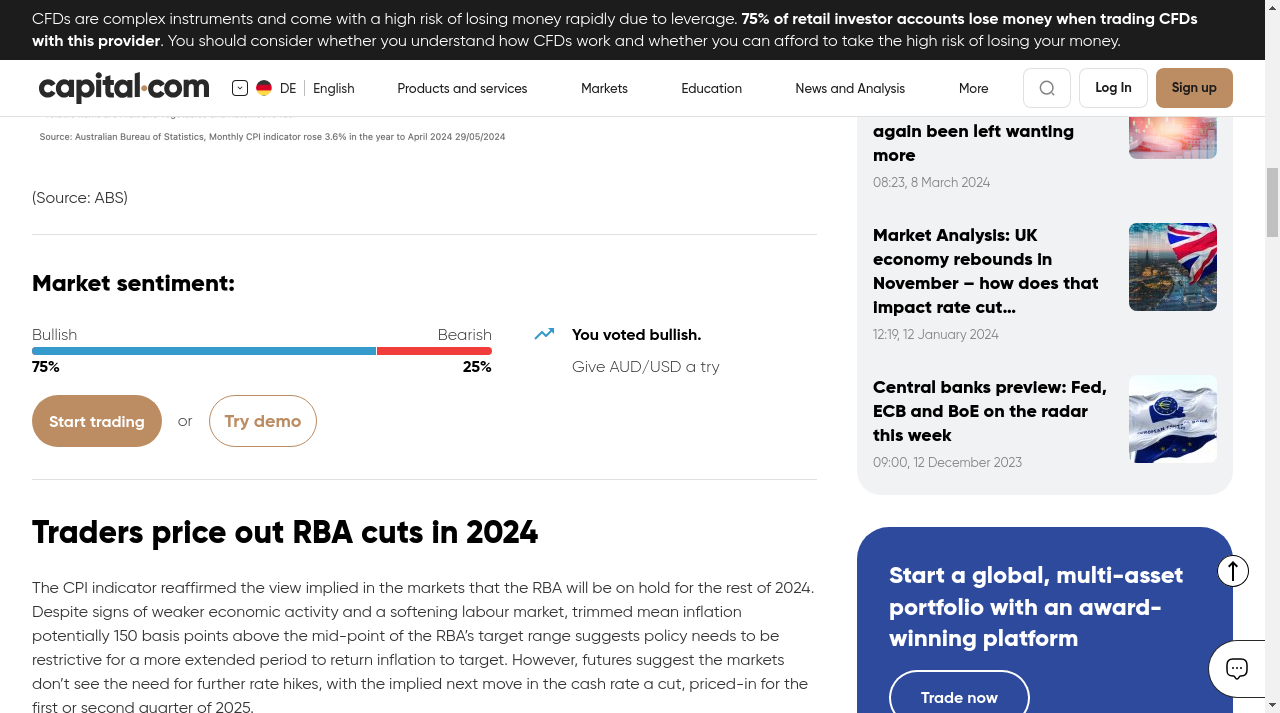 CFDs are complex instruments and come with a high risk of losing money rapidly due to leverage. 75% of retail investor accounts lose money when trading CFDs
with this provider. You should consider whether you understand how CFDs work and whether you can afford to take the high risk of losing your money.
capital.com
DE
English
Products and services
Markets
Education
News and Analysis
More
Log In
Sign up
Source: Australian Bureau of Statistics, Monthly CPI indicator rose 3.6% in the year to April 2024 29/05/2024
(Source: ABS)
Market sentiment:
Bullish
Bearish
75%
25%
You voted bullish.
Give AUD/USD a try
Start trading
or
Try demo
Traders price out RBA cuts in 2024
The CPI indicator reaffirmed the view implied in the markets that the RBA will be on hold for the rest of 2024.
Despite signs of weaker economic activity and a softening labour market, trimmed mean inflation
potentially 150 basis points above the mid-point of the RBA's target range suggests policy needs to be
restrictive for a more extended period to return inflation to target. However, futures suggest the markets
don't see the need for further rate hikes, with the implied next move in the cash rate a cut, priced-in for the
first or second quarter of 2025.
again been left wanting
more
08:23, 8 March 2024
Market Analysis: UK
economy rebounds in
November – how does that
impact rate cut...
12:19, 12 January 2024
Central banks preview: Fed,
ECB and BoE on the radar
this week
09:00, 12 December 2023
Start a global, multi-asset
portfolio with an award-
winning platform
Trade now